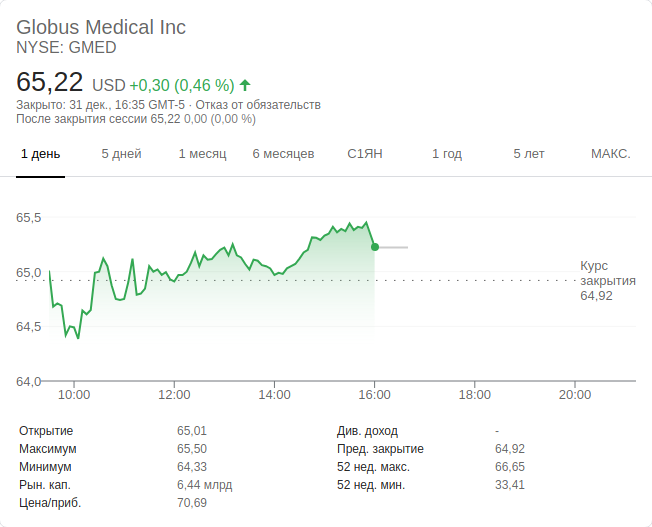 Globus Medical Inc
NYSE: GMED
65,22 USD +0,30 (0,46 %)
Закрыто: 31 дек., 16:35 GMT-5 · Отказ от обязательств
После закрытия сессии 65,22 0,00 (0,00 %)
1 день 5 дней 1 месяц 6 месяцев С1ЯН 1 год 5 лет МАКС.
65,5
65,0
64,5
64,0
Курс
закрытия
64,92
10:00 12:00 14:00 16:00 18:00 20:00
Открытие 65,01 Див. доход -
Максимум 65,50 Пред. закрытие 64,92
Минимум 64,33 52 нед. макс. 66,65
Рын. кап. 6,44 млрд 52 нед. мин. 33,41
Цена/приб. 70,69